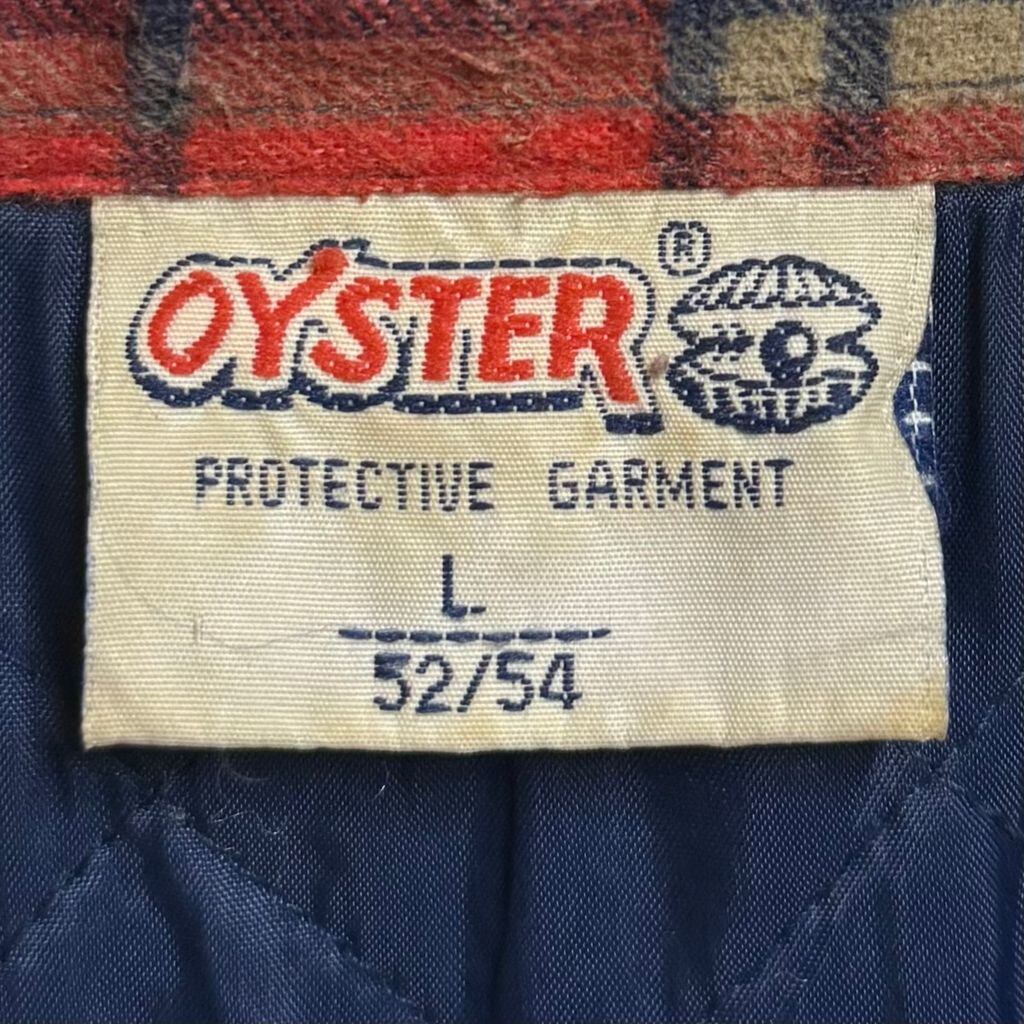 OYSTER ®
PROTECTIVE GARMENT
L
52/54